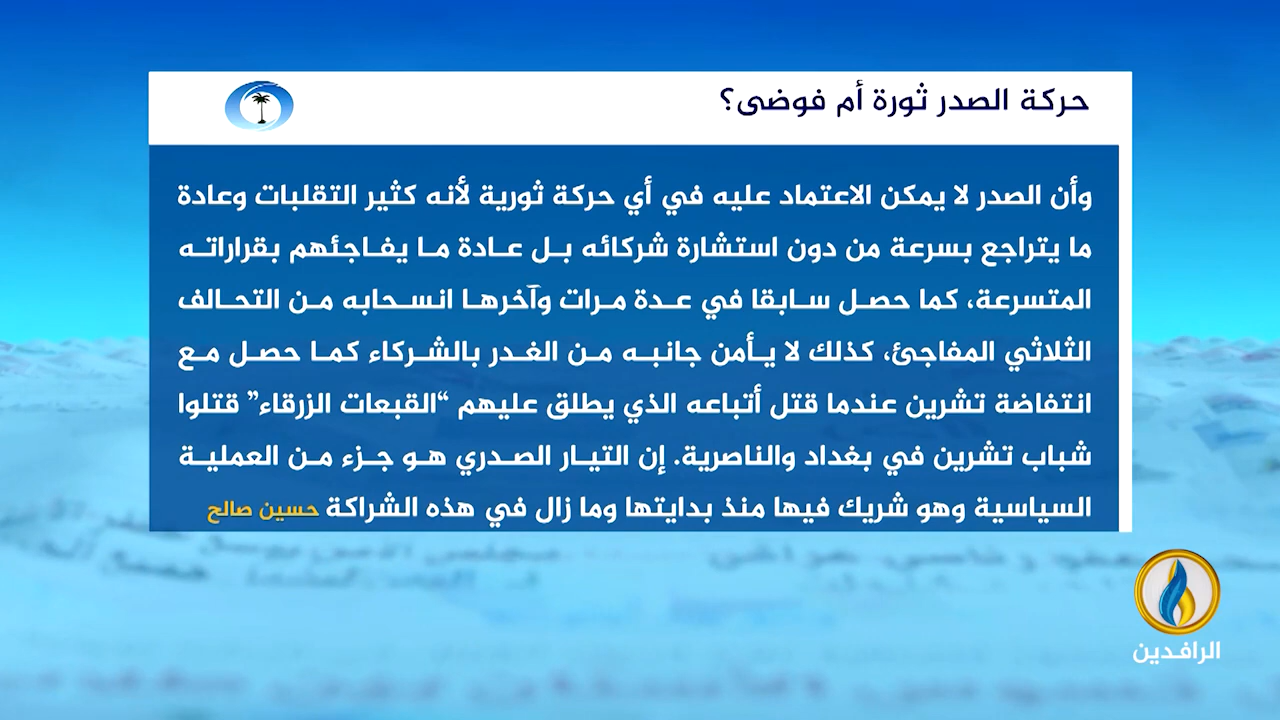 حركة الصدر ثورة أم فوضى؟
وأن الصدر لا يمكن الاعتماد عليه في أي حركة ثورية لأنه كثير التقلبات وعادة
ما يتراجع بسرعة من دون استشارة شركائه بل عادة ما يفاجئهم بقراراته
المتسرعة، كما حصل سابقا في عدة مرات وآخرها انسحابه من التحالف
الثلاثي المفاجئ، كذلك لا يأمن جانبه من الغدر بالشركاء كما حصل مع
انتفاضة تشرين عندما قتل أتباعه الذي يطلق عليهم “القبعات الزرقاء” قتلوا
شباب تشرين في بغداد والناصرية. إن التيار الصدري هو جزء من العملية
السياسية وهو شريك فيها منذ بدايتها وما زال في هذه الشراكة حسين صالح
الرافدين